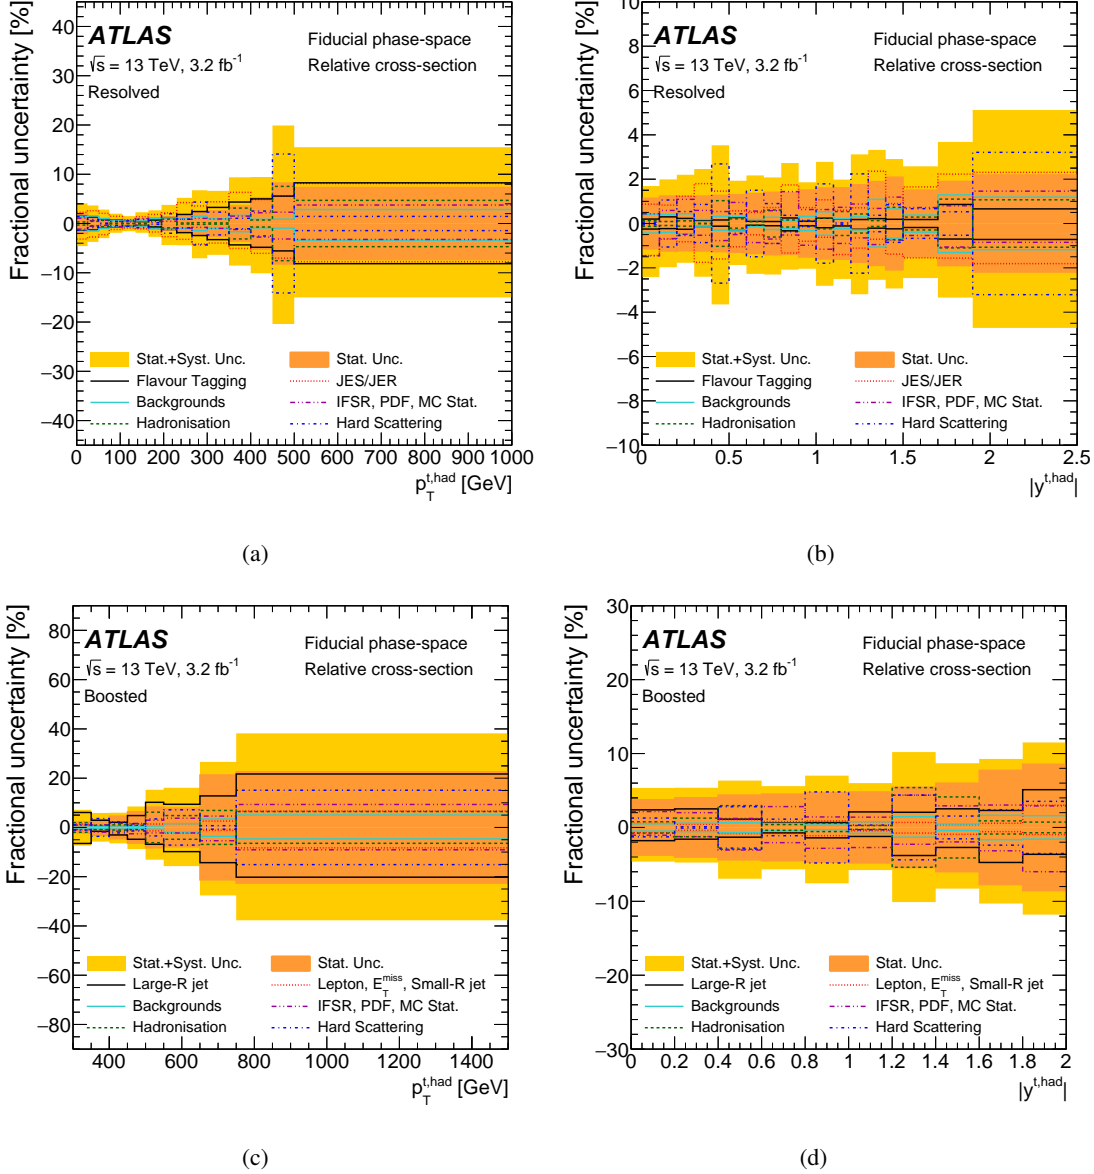 Fractional uncertainty [%]
40
30
20
10
0
−10
−20
−30
−40
ATLAS
√s = 13 TeV, 3.2 fb-1
Resolved
Fiducial phase-space
Relative cross-section
Stat.+Syst. Unc.
Stat. Unc.
Flavour Tagging
JES/JER
Backgrounds
IFSR, PDF, MC Stat.
Hadronisation
Hard Scattering
0 100 200 300 400 500 600 700 800 900 1000
p_T^t,had [GeV]
(a)
Fractional uncertainty [%]
10
8
6
4
2
0
−2
−4
−6
−8
−10
ATLAS
√s = 13 TeV, 3.2 fb-1
Resolved
Fiducial phase-space
Relative cross-section
Stat.+Syst. Unc.
Stat. Unc.
Flavour Tagging
JES/JER
Backgrounds
IFSR, PDF, MC Stat.
Hadronisation
Hard Scattering
0 0.5 1 1.5 2 2.5
|y^t,had|
(b)
Fractional uncertainty [%]
80
60
40
20
0
−20
−40
−60
−80
ATLAS
√s = 13 TeV, 3.2 fb-1
Boosted
Fiducial phase-space
Relative cross-section
Stat.+Syst. Unc.
Stat. Unc.
Large-R jet
Lepton, E_T^miss, Small-R jet
Backgrounds
IFSR, PDF, MC Stat.
Hadronisation
Hard Scattering
400 600 800 1000 1200 1400
p_T^t,had [GeV]
(c)
Fractional uncertainty [%]
30
20
10
0
−10
−20
−30
ATLAS
√s = 13 TeV, 3.2 fb-1
Boosted
Fiducial phase-space
Relative cross-section
Stat.+Syst. Unc.
Stat. Unc.
Large-R jet
Lepton, E_T^miss, Small-R jet
Backgrounds
IFSR, PDF, MC Stat.
Hadronisation
Hard Scattering
0 0.2 0.4 0.6 0.8 1 1.2 1.4 1.6 1.8 2
|y^t,had|
(d)